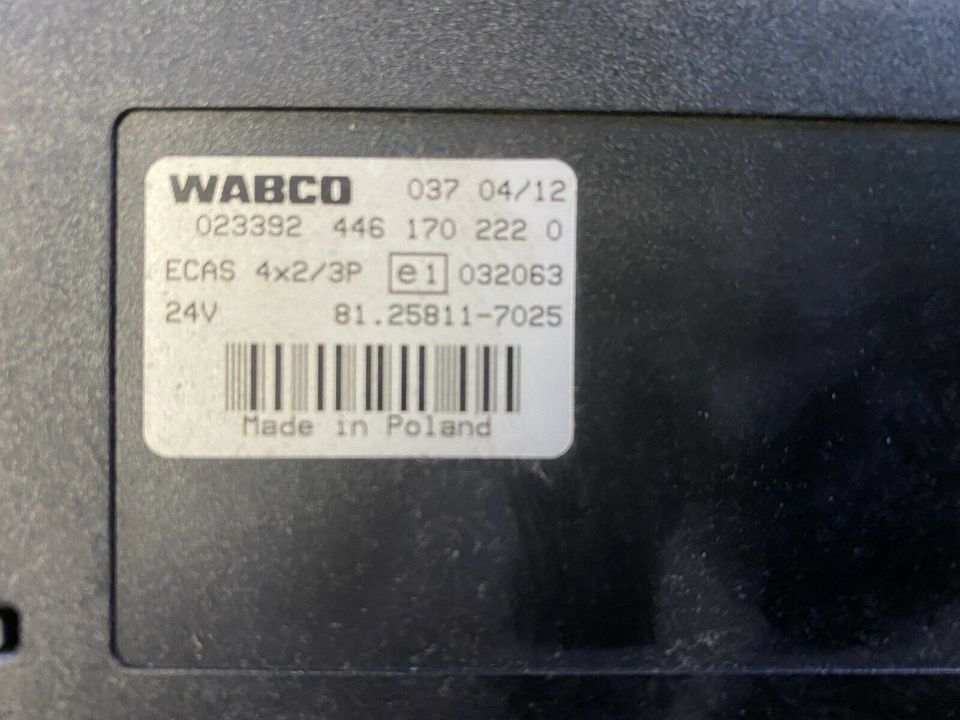 WABCO 037 04/12
023392 446 170 222 0
ECAS 4x2/3P e1 032063
24V 81.25811-7025
Made in Poland